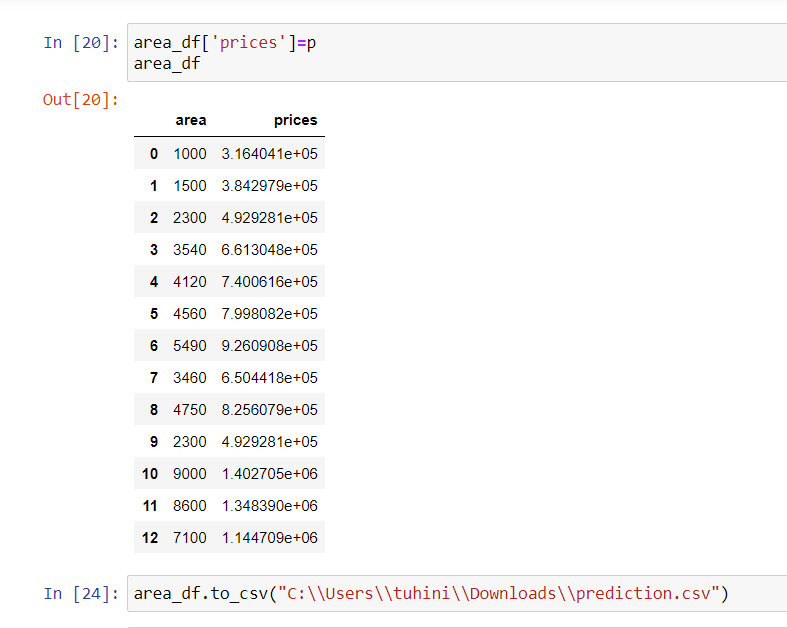 In [20]: area_df['prices']=p
area_df
Out[20]:
area prices
0 1000 3.164041e+05
1 1500 3.842979e+05
2 2300 4.929281e+05
3 3540 6.613048e+05
4 4120 7.400616e+05
5 4560 7.998082e+05
6 5490 9.260908e+05
7 3460 6.504418e+05
8 4750 8.256079e+05
9 2300 4.929281e+05
10 9000 1.402705e+06
11 8600 1.348390e+06
12 7100 1.144709e+06
In [24]: area_df.to_csv("C:\\Users\\tuhini\\Downloads\\prediction.csv")